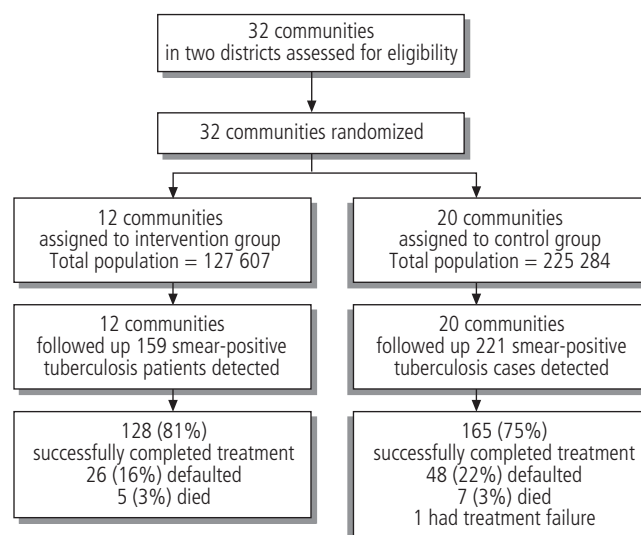 32 communities
in two districts assessed for eligibility
32 communities randomized
12 communities
assigned to intervention group
Total population = 127 607
20 communities
assigned to control group
Total population = 225 284
12 communities
followed up 159 smear-positive
tuberculosis patients detected
20 communities
followed up 221 smear-positive
tuberculosis cases detected
128 (81%)
successfully completed treatment
26 (16%) defaulted
5 (3%) died
165 (75%)
successfully completed treatment
48 (22%) defaulted
7 (3%) died
1 had treatment failure